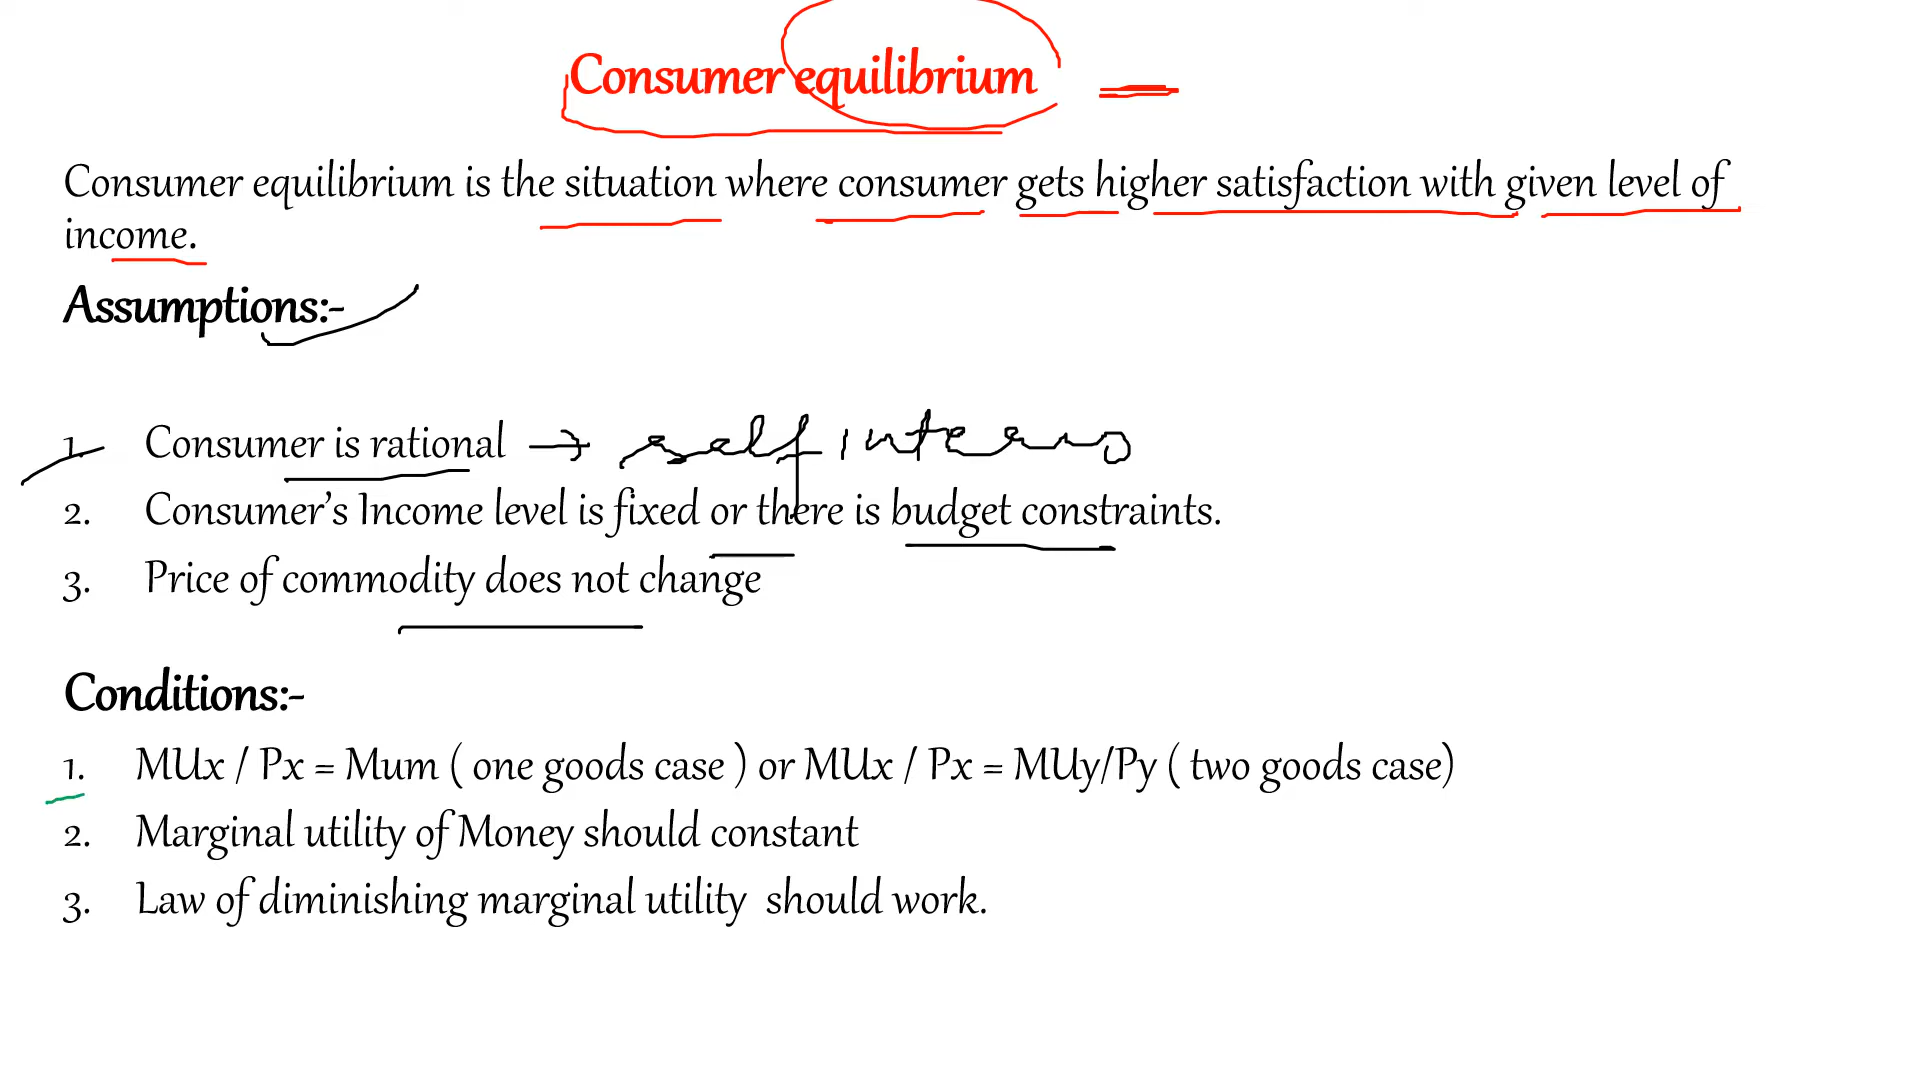 Consumer equilibrium
Consumer equilibrium is the situation where consumer gets higher satisfaction with given level of
income.
Assumptions:-
1. Consumer is rational → self
2. Consumer's Income level is fixed or there is budget constraints.
3. Price of commodity does not change
Conditions:-
1. MUx / Px = Mum ( one goods case ) or MUx / Px = MUy/Py ( two goods case)
2. Marginal utility of Money should constant
3. Law of diminishing marginal utility should work.